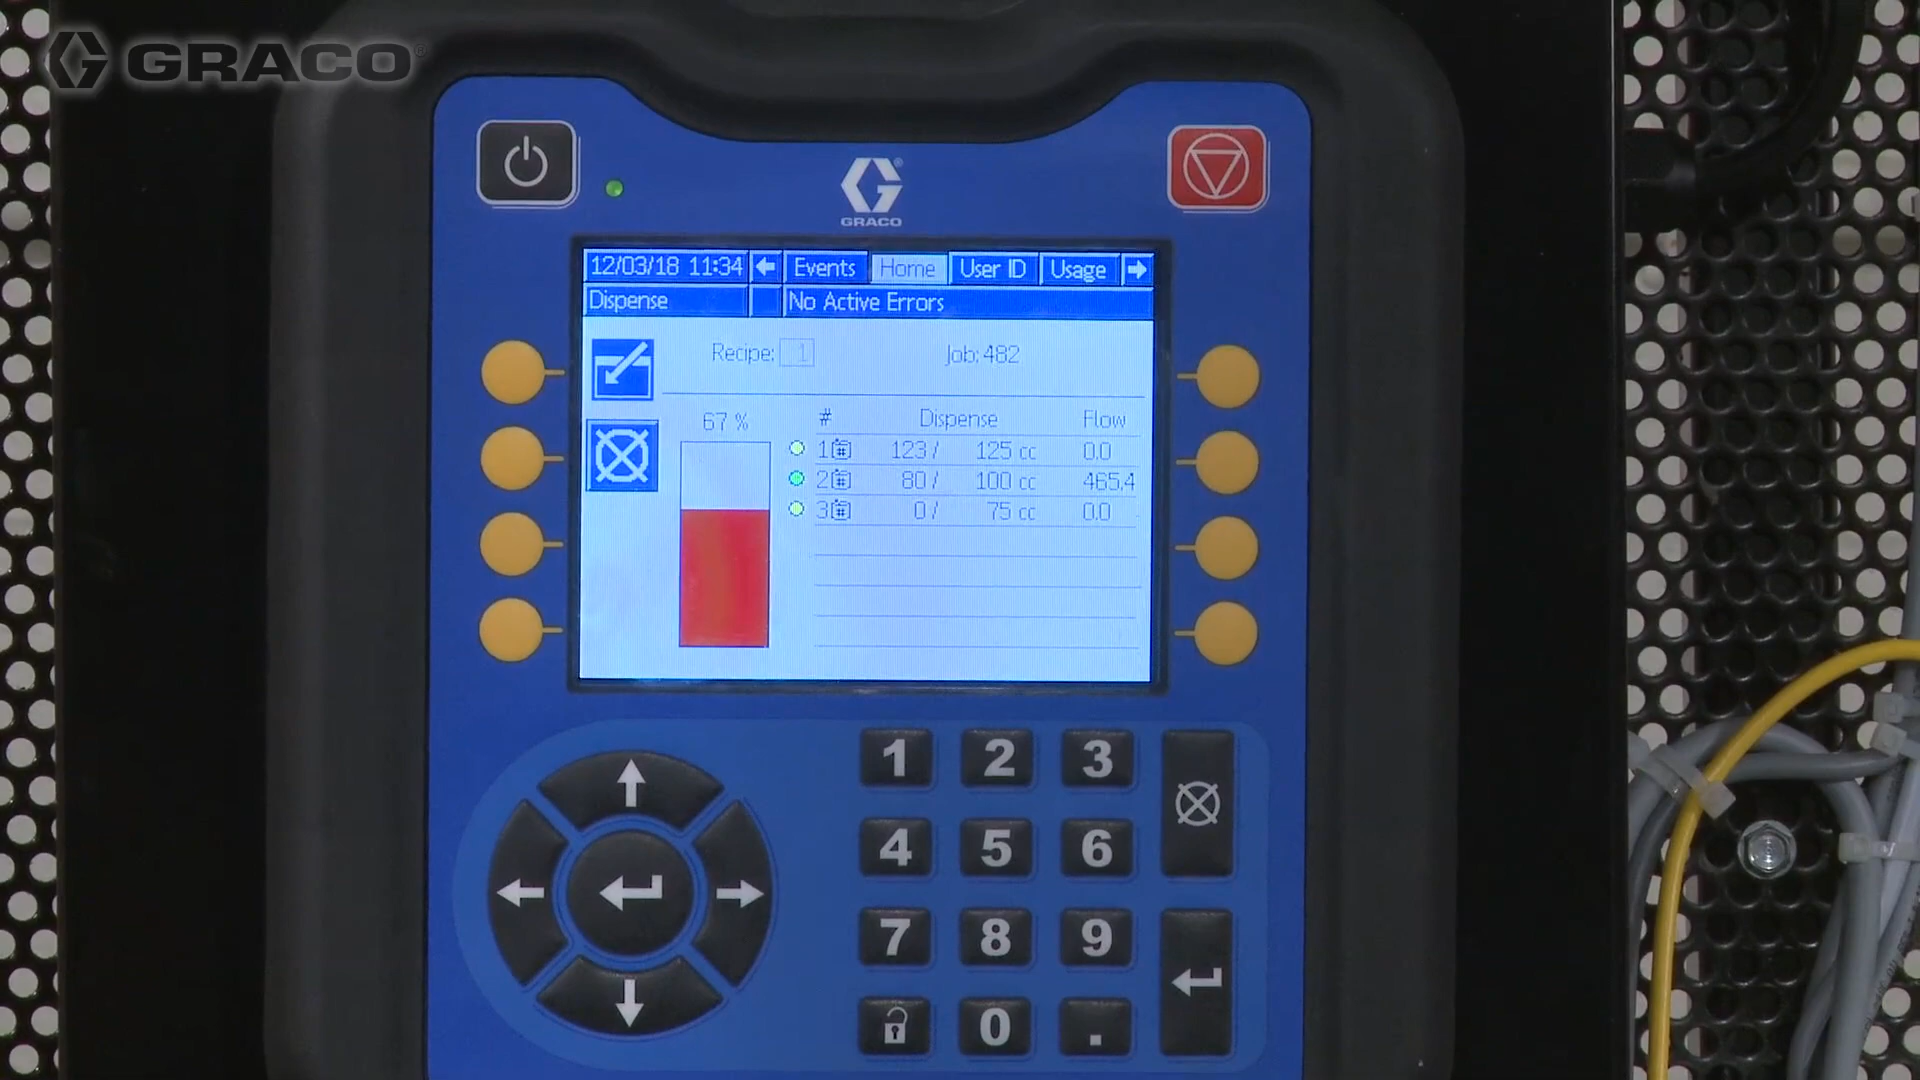 GRACO®
GRACO
12/03/18 11:34 Events Home User ID Usage
Dispense No Active Errors
Recipe: 1 Job: 482
67 % # Dispense Flow
1 123 / 125 cc 0.0
2 80 / 100 cc 465.4
3 0 / 75 cc 0.0
1 2 3
4 5 6
7 8 9
0 .